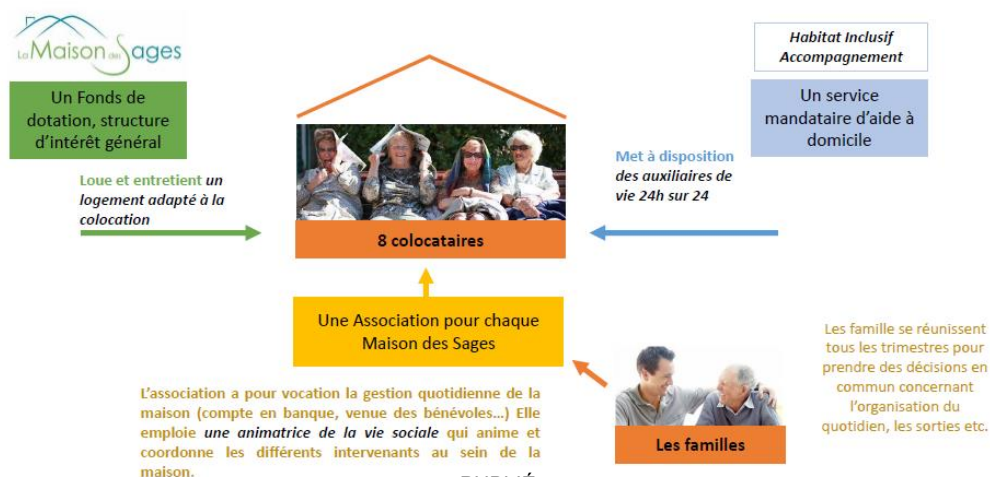 La Maison des Sages
Un Fonds de
dotation, structure
d'intérêt général
Loue et entretient un
logement adapté à la
colocation
8 colocataires
Habitat Inclusif
Accompagnement
Un service
mandataire d'aide à
domicile
Met à disposition
des auxiliaires de
vie 24h sur 24
Une Association pour chaque
Maison des Sages
L'association a pour vocation la gestion quotidienne de la
maison (compte en banque, venue des bénévoles...) Elle
emploie une animatrice de la vie sociale qui anime et
coordonne les différents intervenants au sein de la
maison.
Les familles
Les famille se réunissent
tous les trimestres pour
prendre des décisions en
commun concernant
l'organisation du
quotidien, les sorties etc.